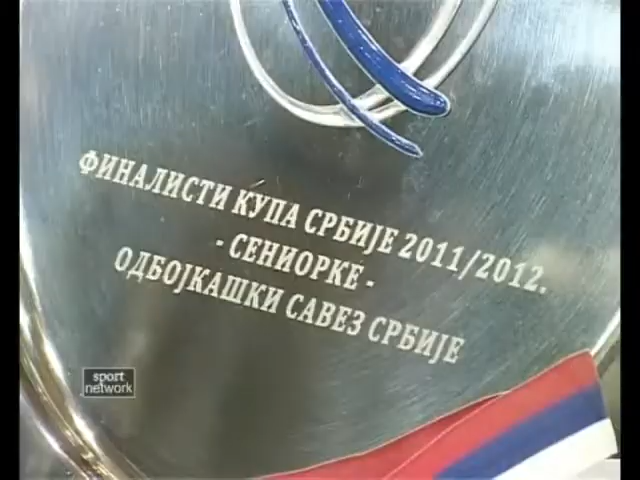 ФИНАЛИСТИ КУПА СРБИЈЕ 2011/2012.
- СЕНИОРКЕ -
ОДБОЈКАШКИ САВЕЗ СРБИЈЕ
sport
network